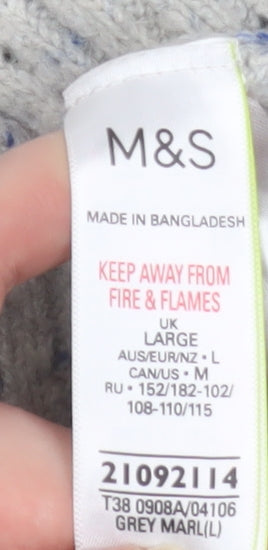 M&S
MADE IN BANGLADESH
KEEP AWAY FROM
FIRE & FLAMES
UK
LARGE
AUS/EUR/NZ • L
CAN/US • M
RU • 152/182-102/
108-110/115
21092114
T38 0908A/04106
GREY MARL(L)